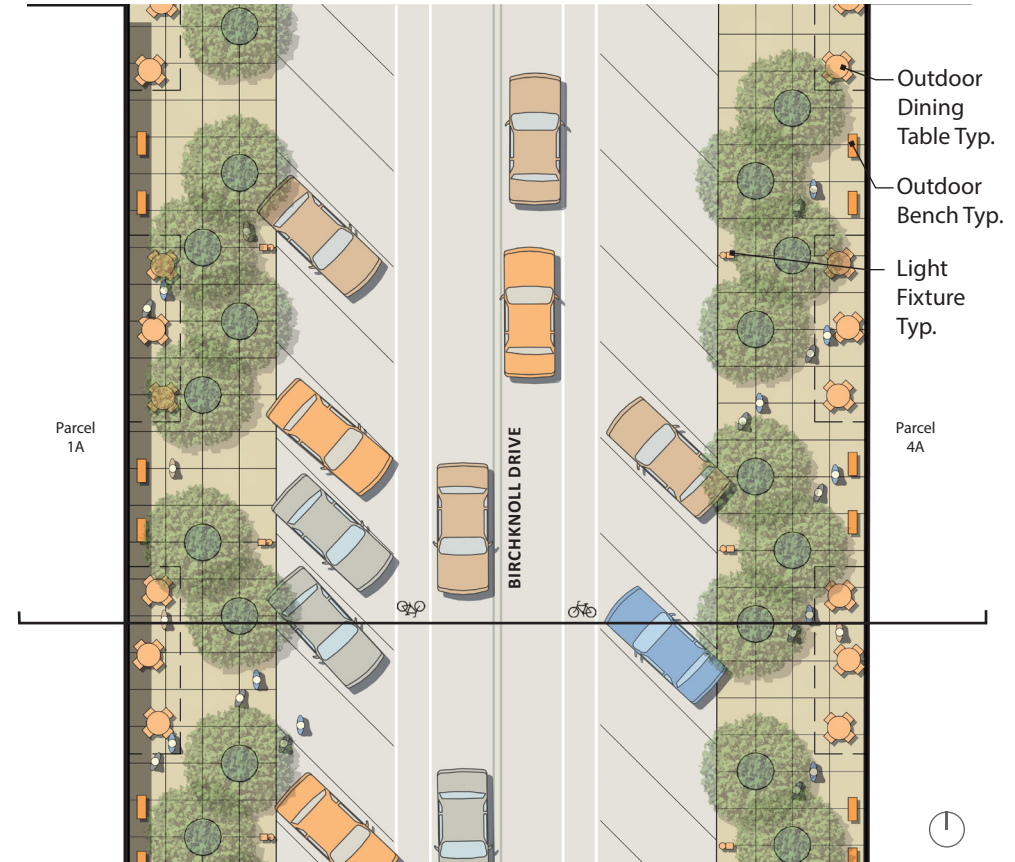 Outdoor
Dining
Table Typ.
Outdoor
Bench Typ.
Light
Fixture
Typ.
Parcel
1A
BIRCHKNOLL DRIVE
Parcel
4A